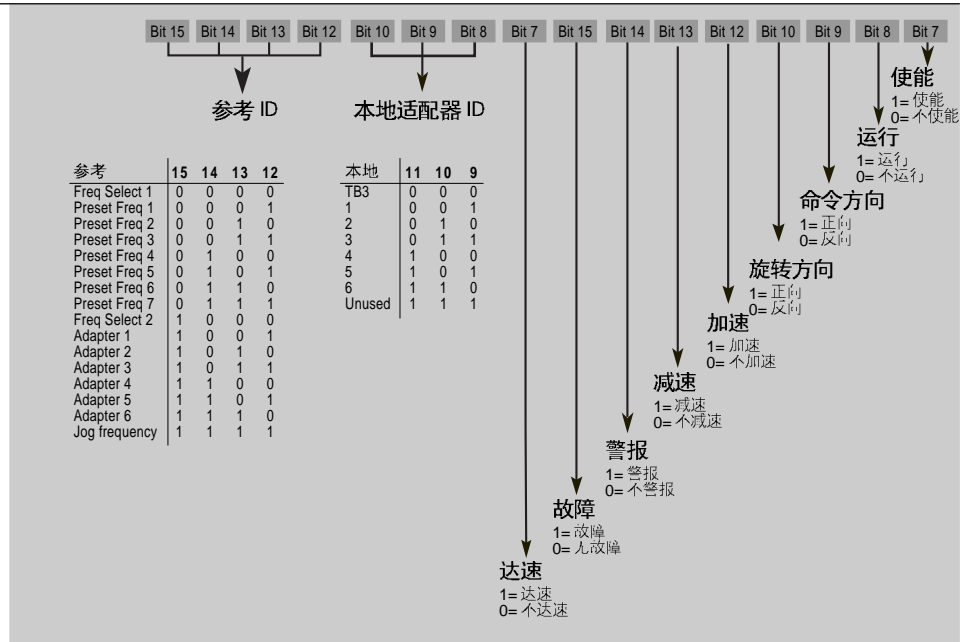 Bit 15 Bit 14 Bit 13 Bit 12 Bit 10 Bit 9 Bit 8 Bit 7 Bit 15 Bit 14 Bit 13 Bit 12 Bit 10 Bit 9 Bit 8 Bit 7
参考 ID
本地适配器 ID
使能
1= 使能
0= 不使能
运行
1= 运行
0= 不运行
命令方向
1= 正向
0= 反向
旋转方向
1= 正向
0= 反向
加速
1= 加速
0= 不加速
减速
1= 减速
0= 不减速
警报
1= 警报
0= 不警报
故障
1= 故障
0= 无故障
达速
1= 达速
0= 不达速
参考 15 14 13 12
Freq Select 1 0 0 0 0
Preset Freq 1 0 0 0 1
Preset Freq 2 0 0 1 0
Preset Freq 3 0 0 1 1
Preset Freq 4 0 1 0 0
Preset Freq 5 0 1 0 1
Preset Freq 6 0 1 1 0
Preset Freq 7 0 1 1 1
Freq Select 2 1 0 0 0
Adapter 1 1 0 0 1
Adapter 2 1 0 1 0
Adapter 3 1 0 1 1
Adapter 4 1 1 0 0
Adapter 5 1 1 0 1
Adapter 6 1 1 1 0
Jog frequency 1 1 1 1
本地 11 10 9
TB3 0 0 0
1 0 0 1
2 0 1 0
3 0 1 1
4 1 0 0
5 1 0 1
6 1 1 0
Unused 1 1 1